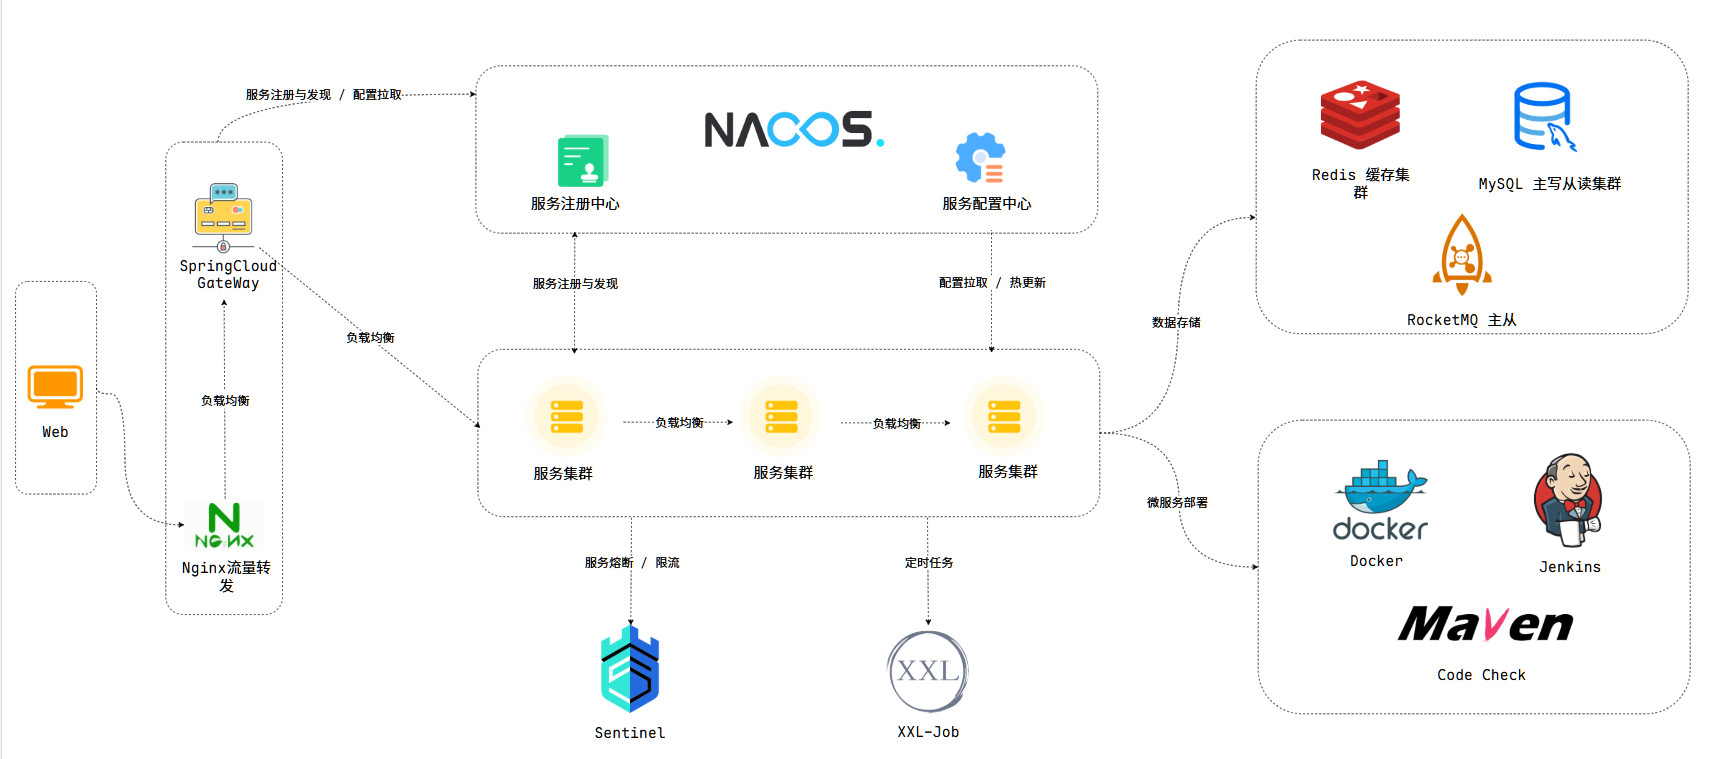 服务注册与发现 / 配置拉取
NACOS.
服务注册中心
服务配置中心
Redis 缓存集
群
MySQL 主写从读集群
RocketMQ 主从
SpringCloud
GateWay
服务注册与发现
配置拉取 / 热更新
数据存储
负载均衡
Web
负载均衡
负载均衡
负载均衡
服务集群
服务集群
服务集群
NGINX
Nginx流量转
发
微服务部署
docker
Docker
Jenkins
Maven
Code Check
服务熔断 / 限流
定时任务
Sentinel
XXL
XXL-Job